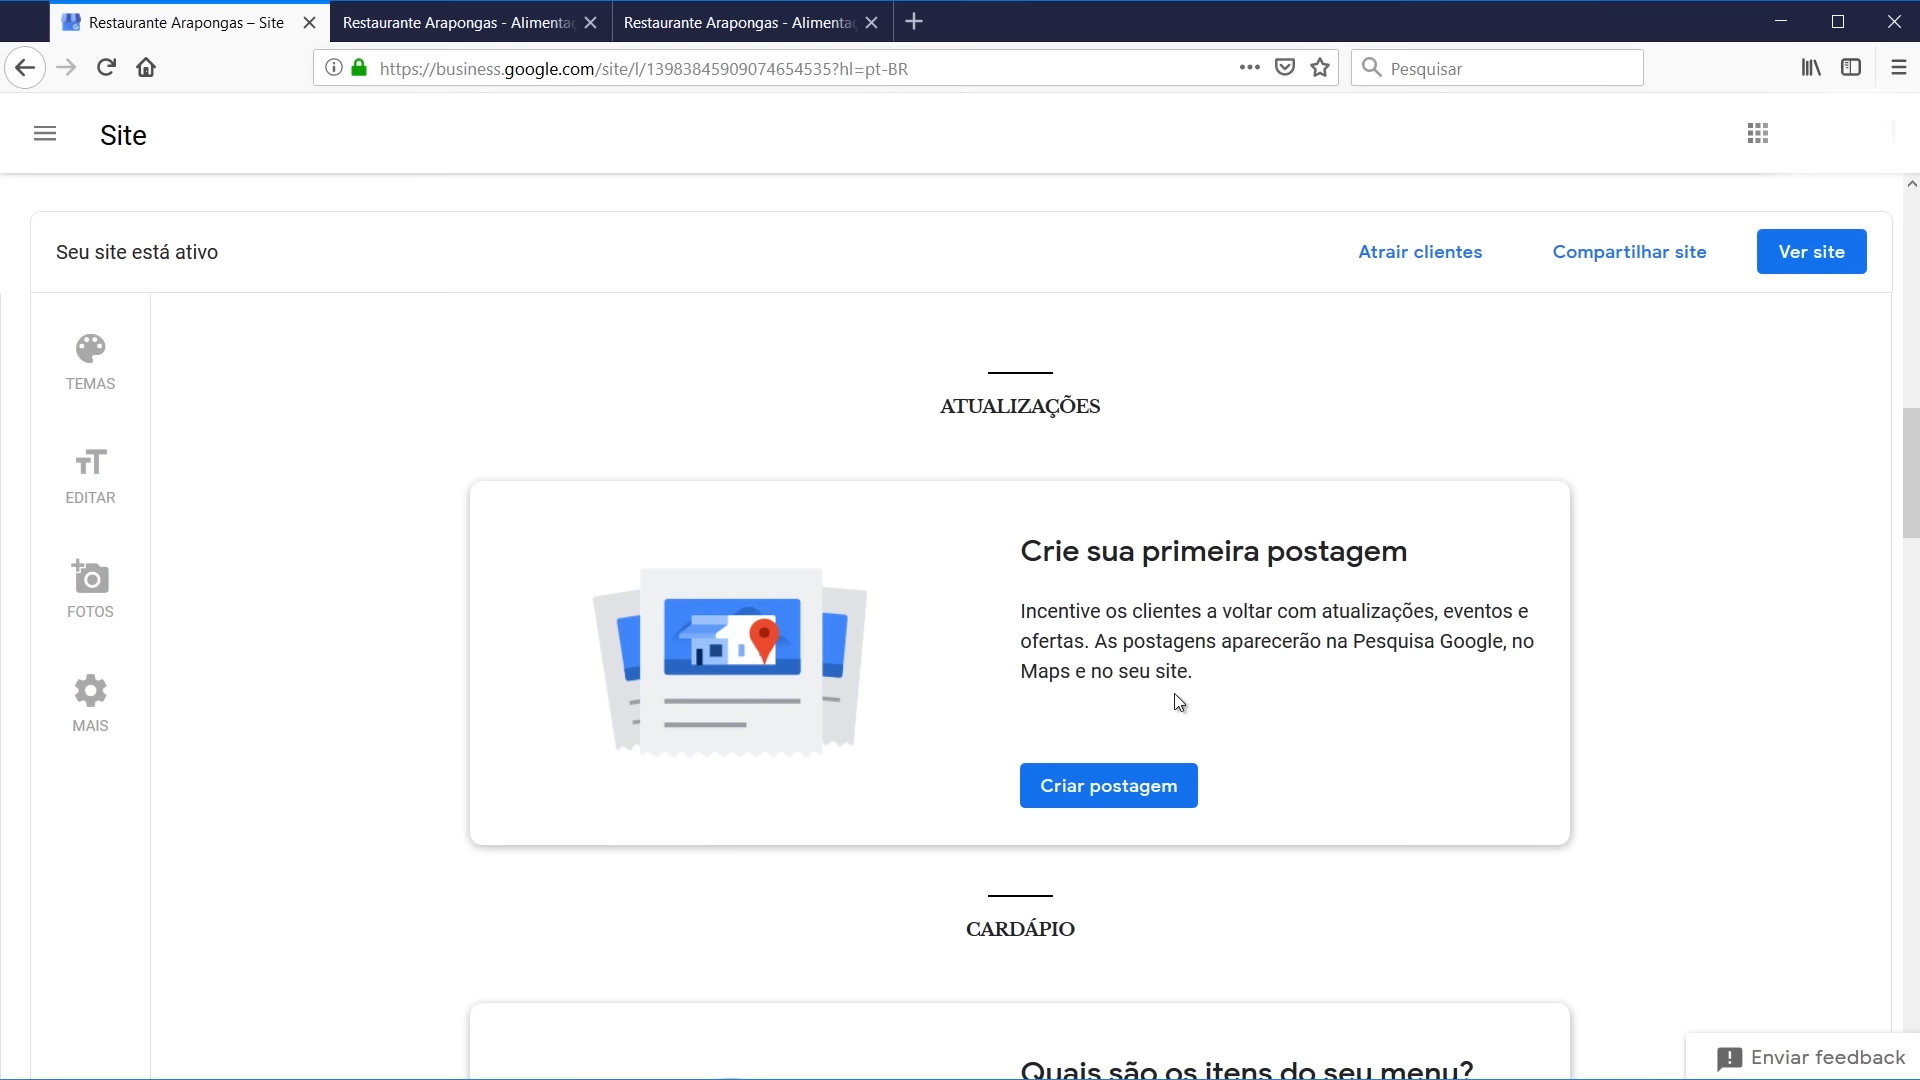 Restaurante Arapongas – Site
Restaurante Arapongas - Alimenta
Restaurante Arapongas - Alimenta
https://business.google.com/site/l/13983845909074654535?hl=pt-BR
Pesquisar
Site
Seu site está ativo
Atrair clientes
Compartilhar site
Ver site
TEMAS
EDITAR
FOTOS
MAIS
ATUALIZAÇÕES
Crie sua primeira postagem
Incentive os clientes a voltar com atualizações, eventos e
ofertas. As postagens aparecerão na Pesquisa Google, no
Maps e no seu site.
Criar postagem
CARDÁPIO
Quais são os itens do seu menu?
Enviar feedback